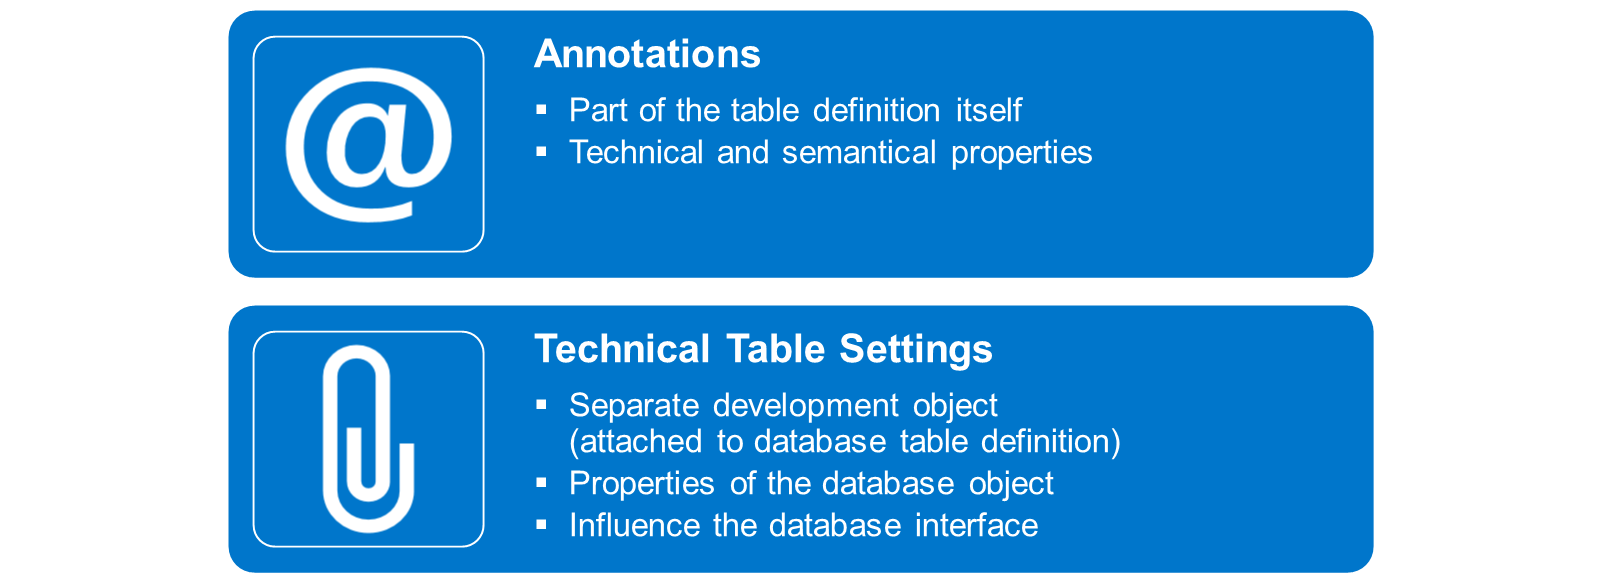 @
Annotations
▪ Part of the table definition itself
▪ Technical and semantical properties
Technical Table Settings
▪ Separate development object
(attached to database table definition)
▪ Properties of the database object
▪ Influence the database interface